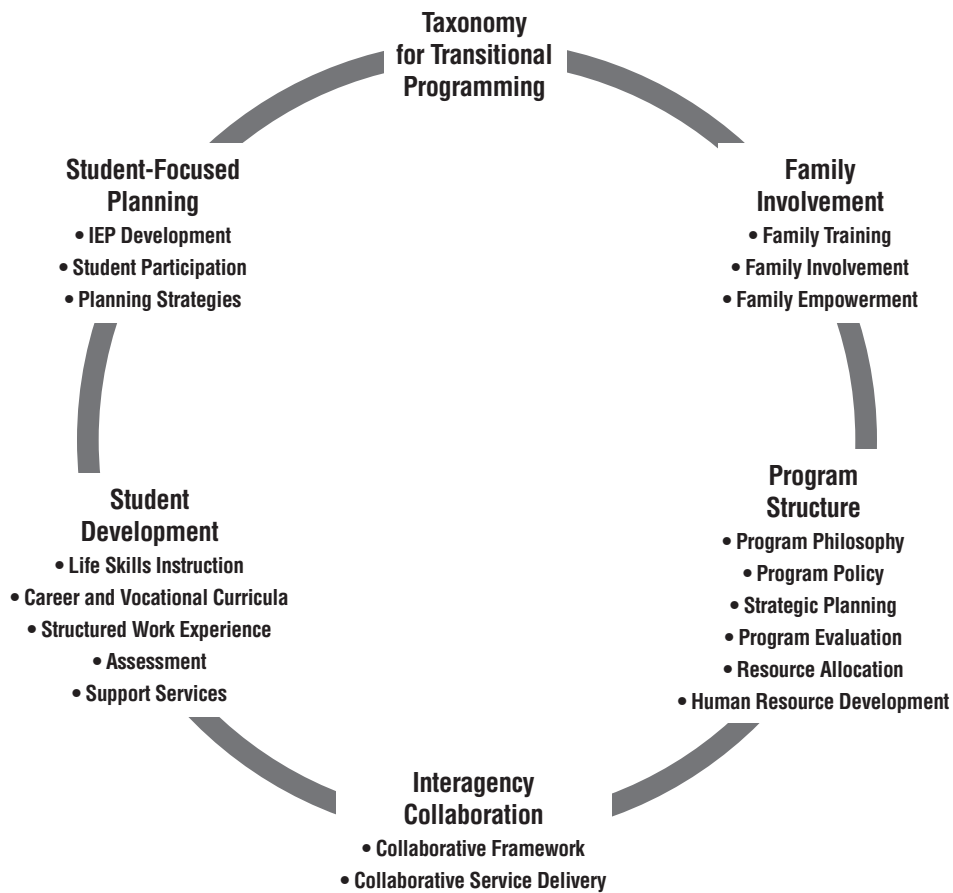 Taxonomy
for Transitional
Programming
Student-Focused
Planning
• IEP Development
• Student Participation
• Planning Strategies
Family
Involvement
• Family Training
• Family Involvement
• Family Empowerment
Student
Development
• Life Skills Instruction
• Career and Vocational Curricula
• Structured Work Experience
• Assessment
• Support Services
Program
Structure
• Program Philosophy
• Program Policy
• Strategic Planning
• Program Evaluation
• Resource Allocation
• Human Resource Development
Interagency
Collaboration
• Collaborative Framework
• Collaborative Service Delivery